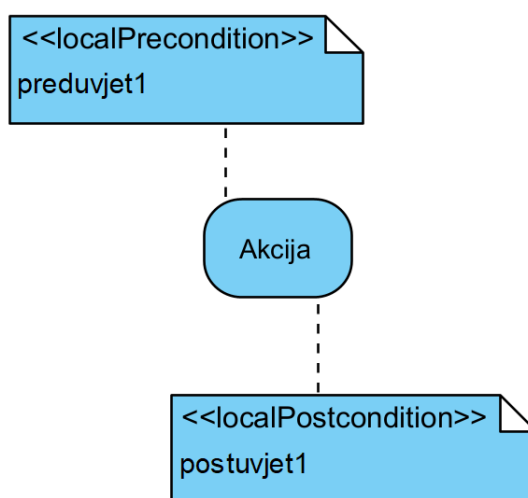 <<localPrecondition>>
preduvjet1
Akcija
<<localPostcondition>>
postuvjet1